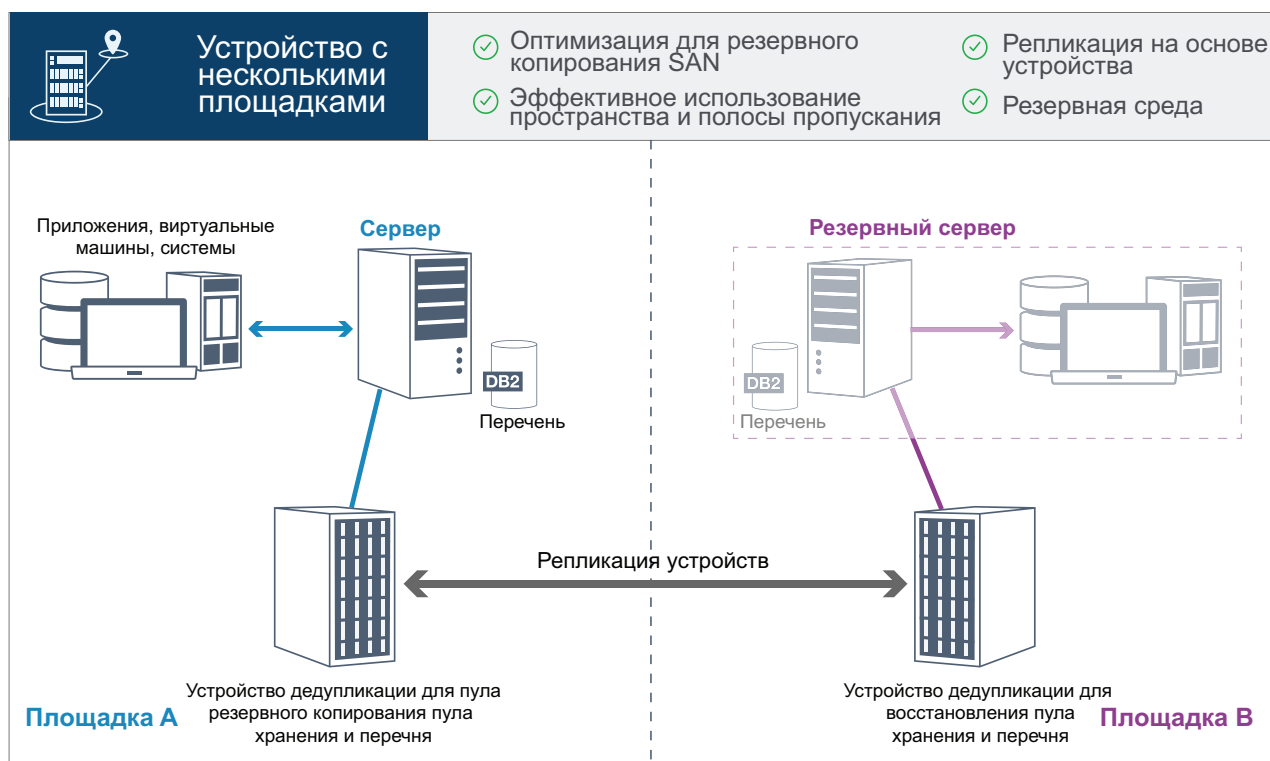 Устройство с
несколькими
площадками
Оптимизация для резервного
копирования SAN
Эффективное использование
пространства и полосы пропускания
Репликация на основе
устройства
Резервная среда
Приложения, виртуальные
машины, системы
Сервер
DB2
Перечень
Резервный сервер
DB2
Перечень
Репликация устройств
Устройство дедупликации для пула
резервного копирования пула
хранения и перечня
Площадка A
Устройство дедупликации для
восстановления пула
хранения и перечня
Площадка B